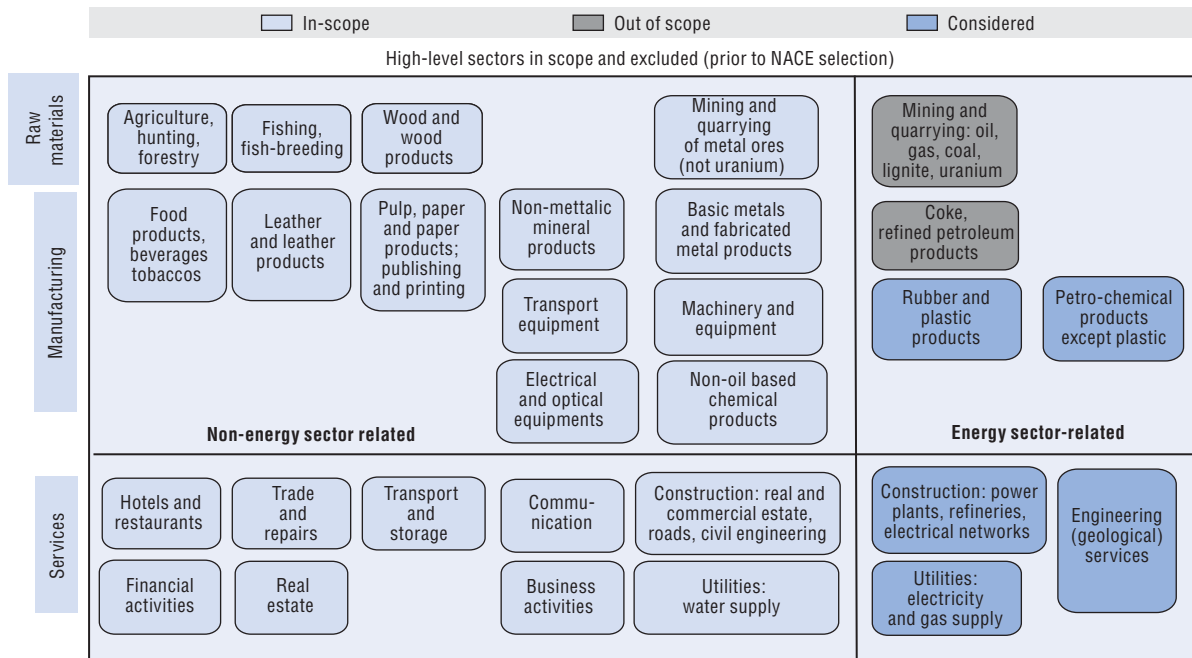 In-scope
Out of scope
Considered
High-level sectors in scope and excluded (prior to NACE selection)
Raw
materials
Agriculture,
hunting,
forestry
Fishing,
fish-breeding
Wood and
wood
products
Mining and
quarrying
of metal ores
(not uranium)
Mining and
quarrying: oil,
gas, coal,
lignite, uranium
Manufacturing
Food
products,
beverages
tobaccos
Leather
and leather
products
Pulp, paper
and paper
products;
publishing
and printing
Non-mettalic
mineral
products
Basic metals
and fabricated
metal products
Coke,
refined petroleum
products
Transport
equipment
Machinery and
equipment
Rubber and
plastic
products
Petro-chemical
products
except plastic
Electrical
and optical
equipments
Non-oil based
chemical
products
Non-energy sector related
Energy sector-related
Services
Hotels and
restaurants
Trade
and
repairs
Transport
and
storage
Commu-
nication
Construction: real and
commercial estate,
roads, civil engineering
Construction: power
plants, refineries,
electrical networks
Engineering
(geological)
services
Financial
activities
Real
estate
Business
activities
Utilities:
water supply
Utilities:
electricity
and gas supply